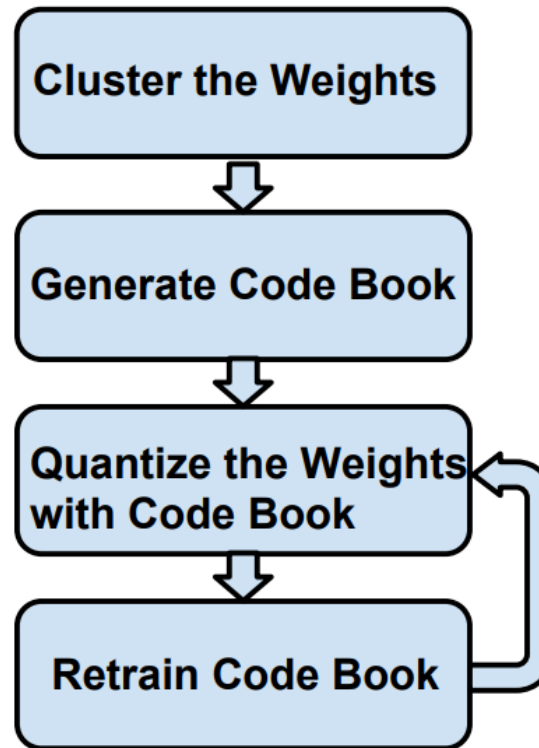 Cluster the Weights
Generate Code Book
Quantize the Weights
with Code Book
Retrain Code Book